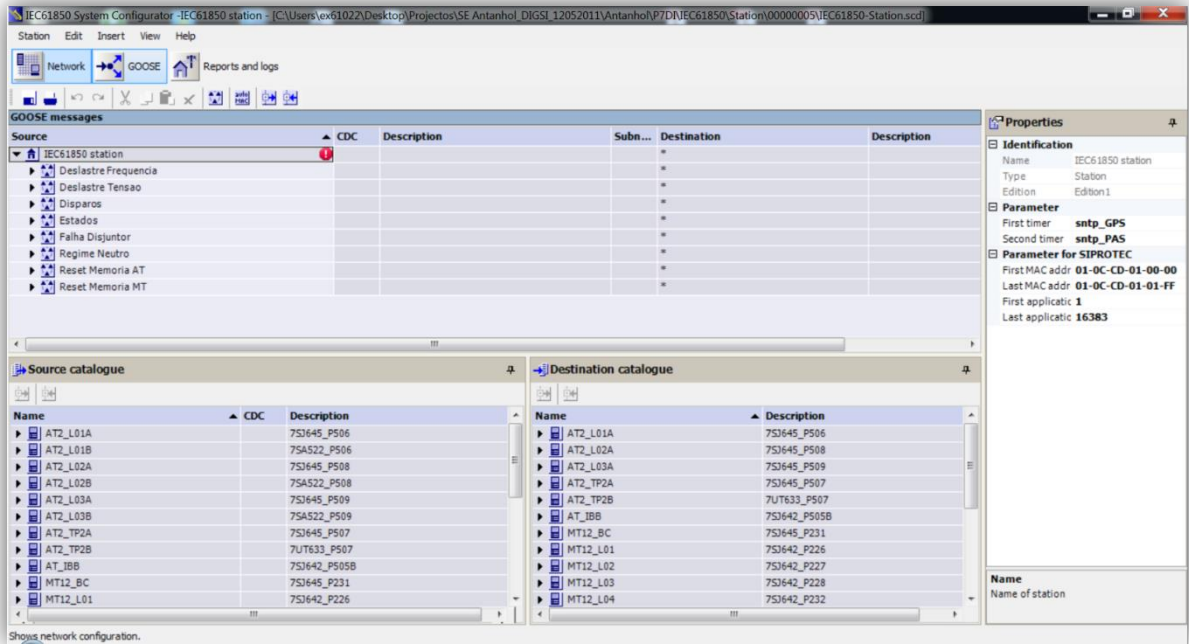 IEC61850 System Configurator -IEC61850 station - [C:\Users\ex61022\Desktop\Projectos\SE Antanhol_DIGSI_12052011\Antanhol\P7DI\IEC61850\Station\00000005\IEC61850-Station.scd]
Station Edit Insert View Help
Network GOOSE Reports and logs
auto MAC
GOOSE messages
Source CDC Description Subn... Destination Description
IEC61850 station *
Deslastre Frequencia *
Deslastre Tensao *
Disparos *
Estados *
Falha Disjuntor *
Regime Neutro *
Reset Memoria AT *
Reset Memoria MT *
Properties
Identification
Name IEC61850 station
Type Station
Edition Edition1
Parameter
First timer sntp_GPS
Second timer sntp_PAS
Parameter for SIPROTEC
First MAC addr 01-0C-CD-01-00-00
Last MAC addr 01-0C-CD-01-01-FF
First applicatic 1
Last applicatic 16383
Source catalogue
Name CDC Description
AT2_L01A 7SJ645_P506
AT2_L01B 7SA522_P506
AT2_L02A 7SJ645_P508
AT2_L02B 7SA522_P508
AT2_L03A 7SJ645_P509
AT2_L03B 7SA522_P509
AT2_TP2A 7SJ645_P507
AT2_TP2B 7UT633_P507
AT_IBB 7SJ642_P505B
MT12_BC 7SJ645_P231
MT12_L01 7SJ642_P226
Destination catalogue
Name Description
AT2_L01A 7SJ645_P506
AT2_L02A 7SJ645_P508
AT2_L03A 7SJ645_P509
AT2_TP2A 7SJ645_P507
AT2_TP2B 7UT633_P507
AT_IBB 7SJ642_P505B
MT12_BC 7SJ645_P231
MT12_L01 7SJ642_P226
MT12_L02 7SJ642_P227
MT12_L03 7SJ642_P228
MT12_L04 7SJ642_P232
Name
Name of station
Shows network configuration.